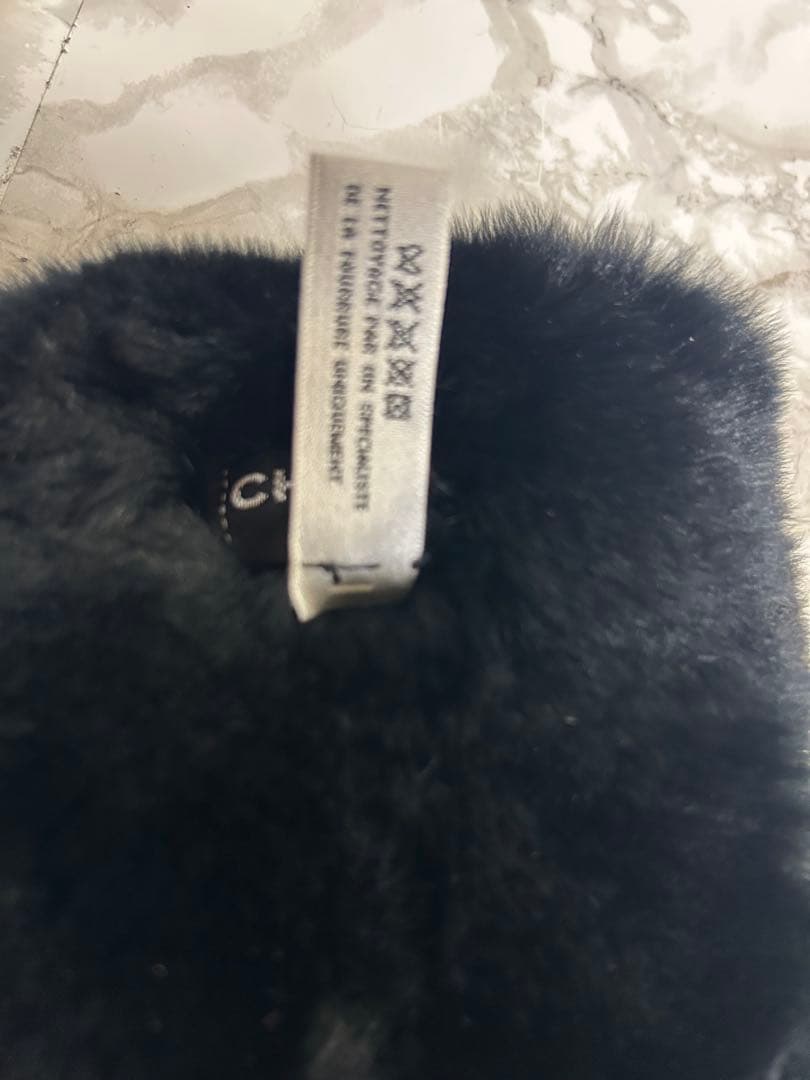 NETTOYAGE PAR UN SPECIALISTE
DE LA FOURRURE UNIQUEMENT
C